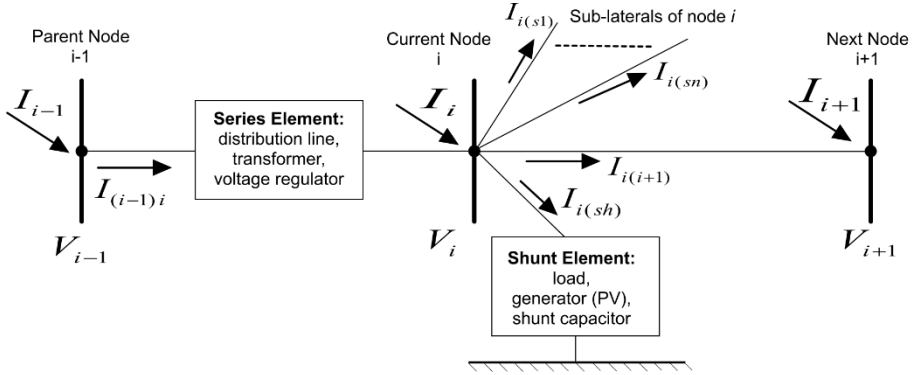 Parent Node
i-1
Current Node
i
Next Node
i+1
Sub-laterals of node i
I_{i(s1)}
I_{i(sn)}
I_{i-1}
I_i
I_{i+1}
Series Element:
distribution line,
transformer,
voltage regulator
I_{(i-1)i}
I_{i(i+1)}
I_{i(sh)}
V_{i-1}
V_i
V_{i+1}
Shunt Element:
load,
generator (PV),
shunt capacitor